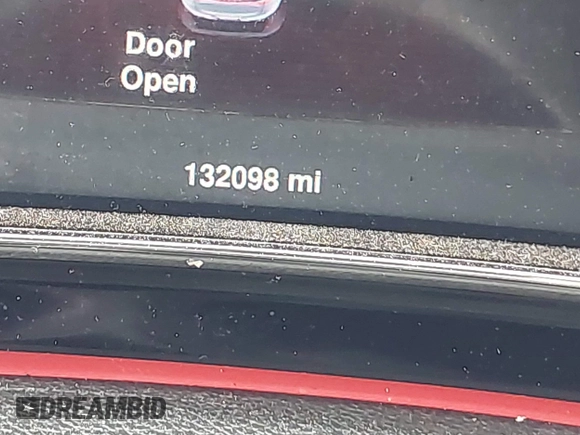 Door
Open
132098 mi
DREAMBID